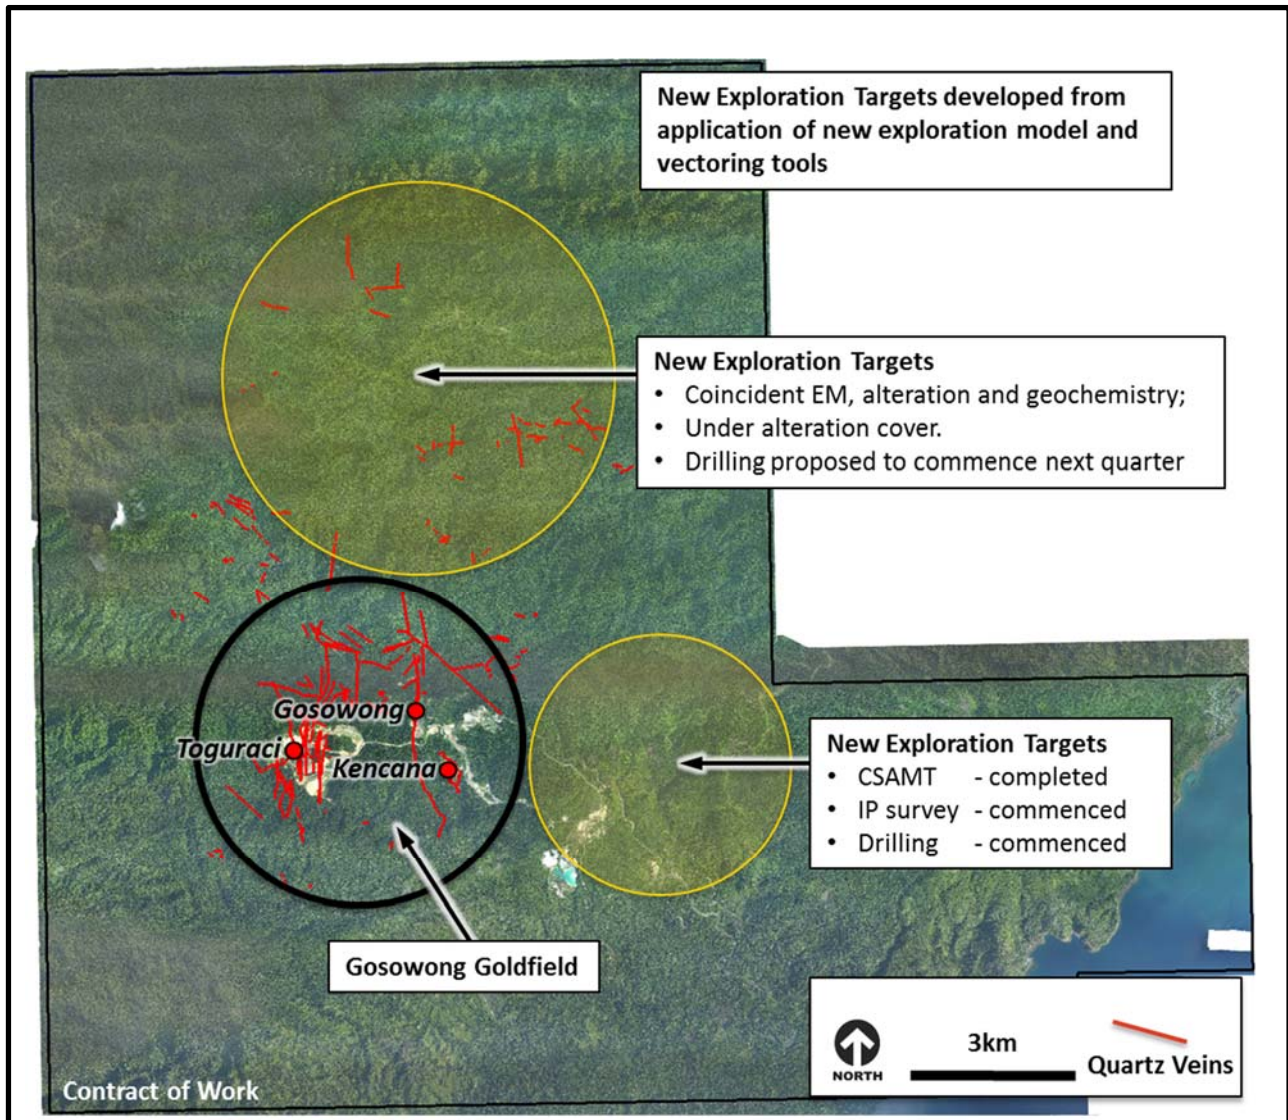 New Exploration Targets developed from
application of new exploration model and
vectoring tools
New Exploration Targets
• Coincident EM, alteration and geochemistry;
• Under alteration cover.
• Drilling proposed to commence next quarter
Gosowong
Toguraci
Kencana
New Exploration Targets
• CSAMT - completed
• IP survey - commenced
• Drilling - commenced
Gosowong Goldfield
3km
NORTH
Quartz Veins
Contract of Work